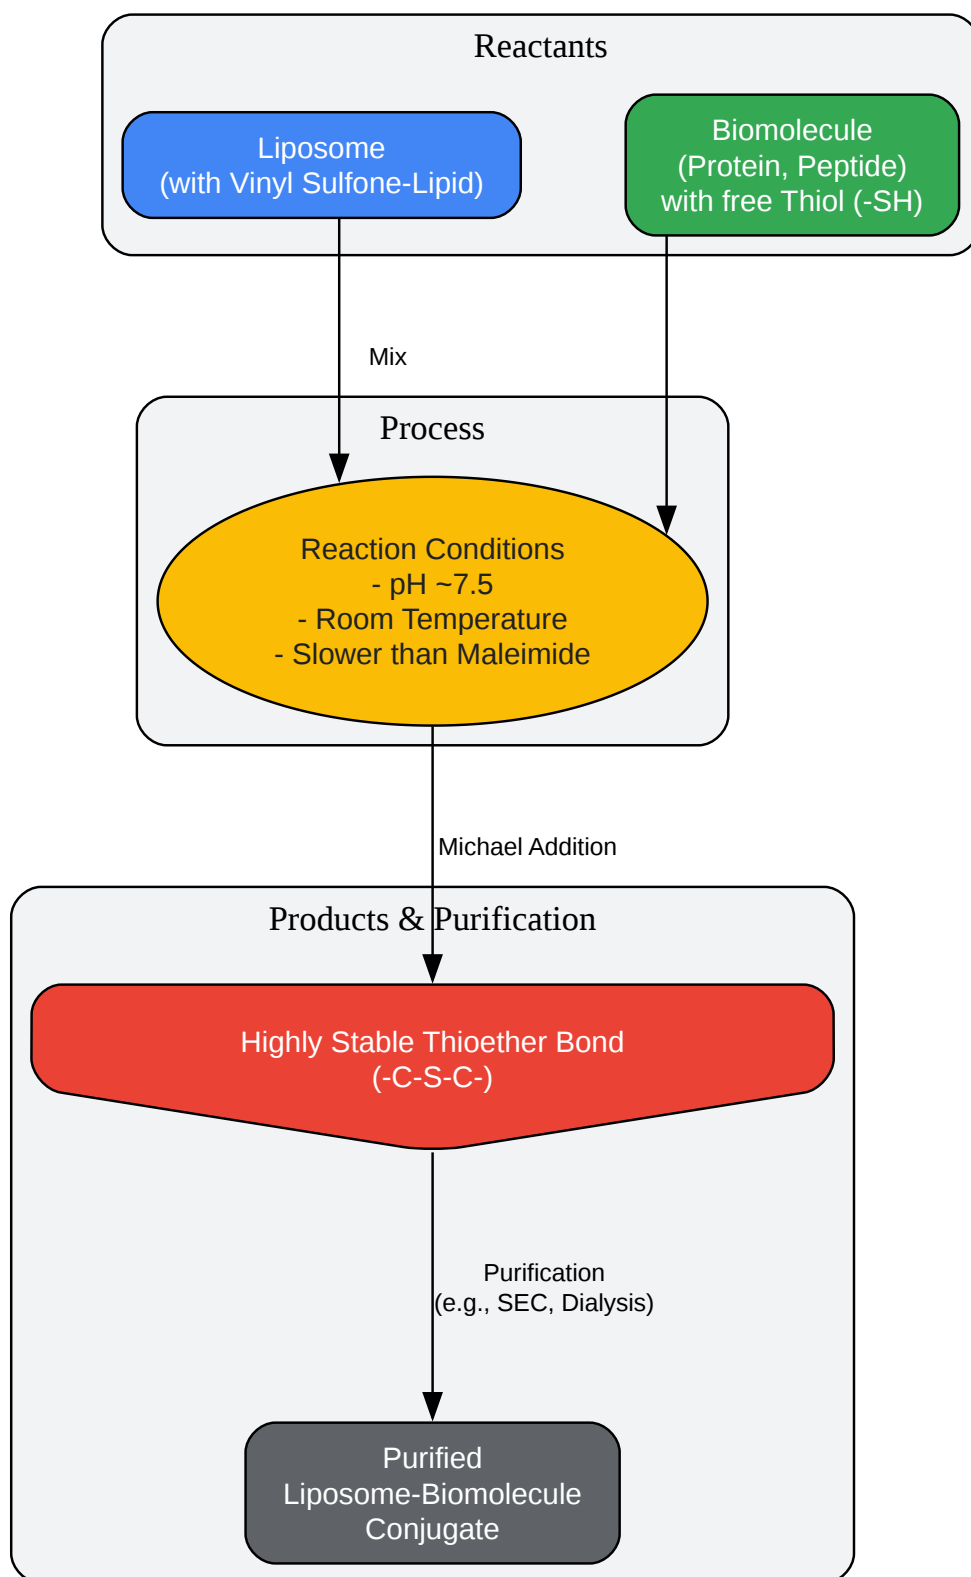 Reactants
Liposome
(with Vinyl Sulfone-Lipid)
Biomolecule
(Protein, Peptide)
with free Thiol (-SH)
Mix
Process
Reaction Conditions
- pH ~7.5
- Room Temperature
- Slower than Maleimide
Michael Addition
Products & Purification
Highly Stable Thioether Bond
(-C-S-C-)
Purification
(e.g., SEC, Dialysis)
Purified
Liposome-Biomolecule
Conjugate